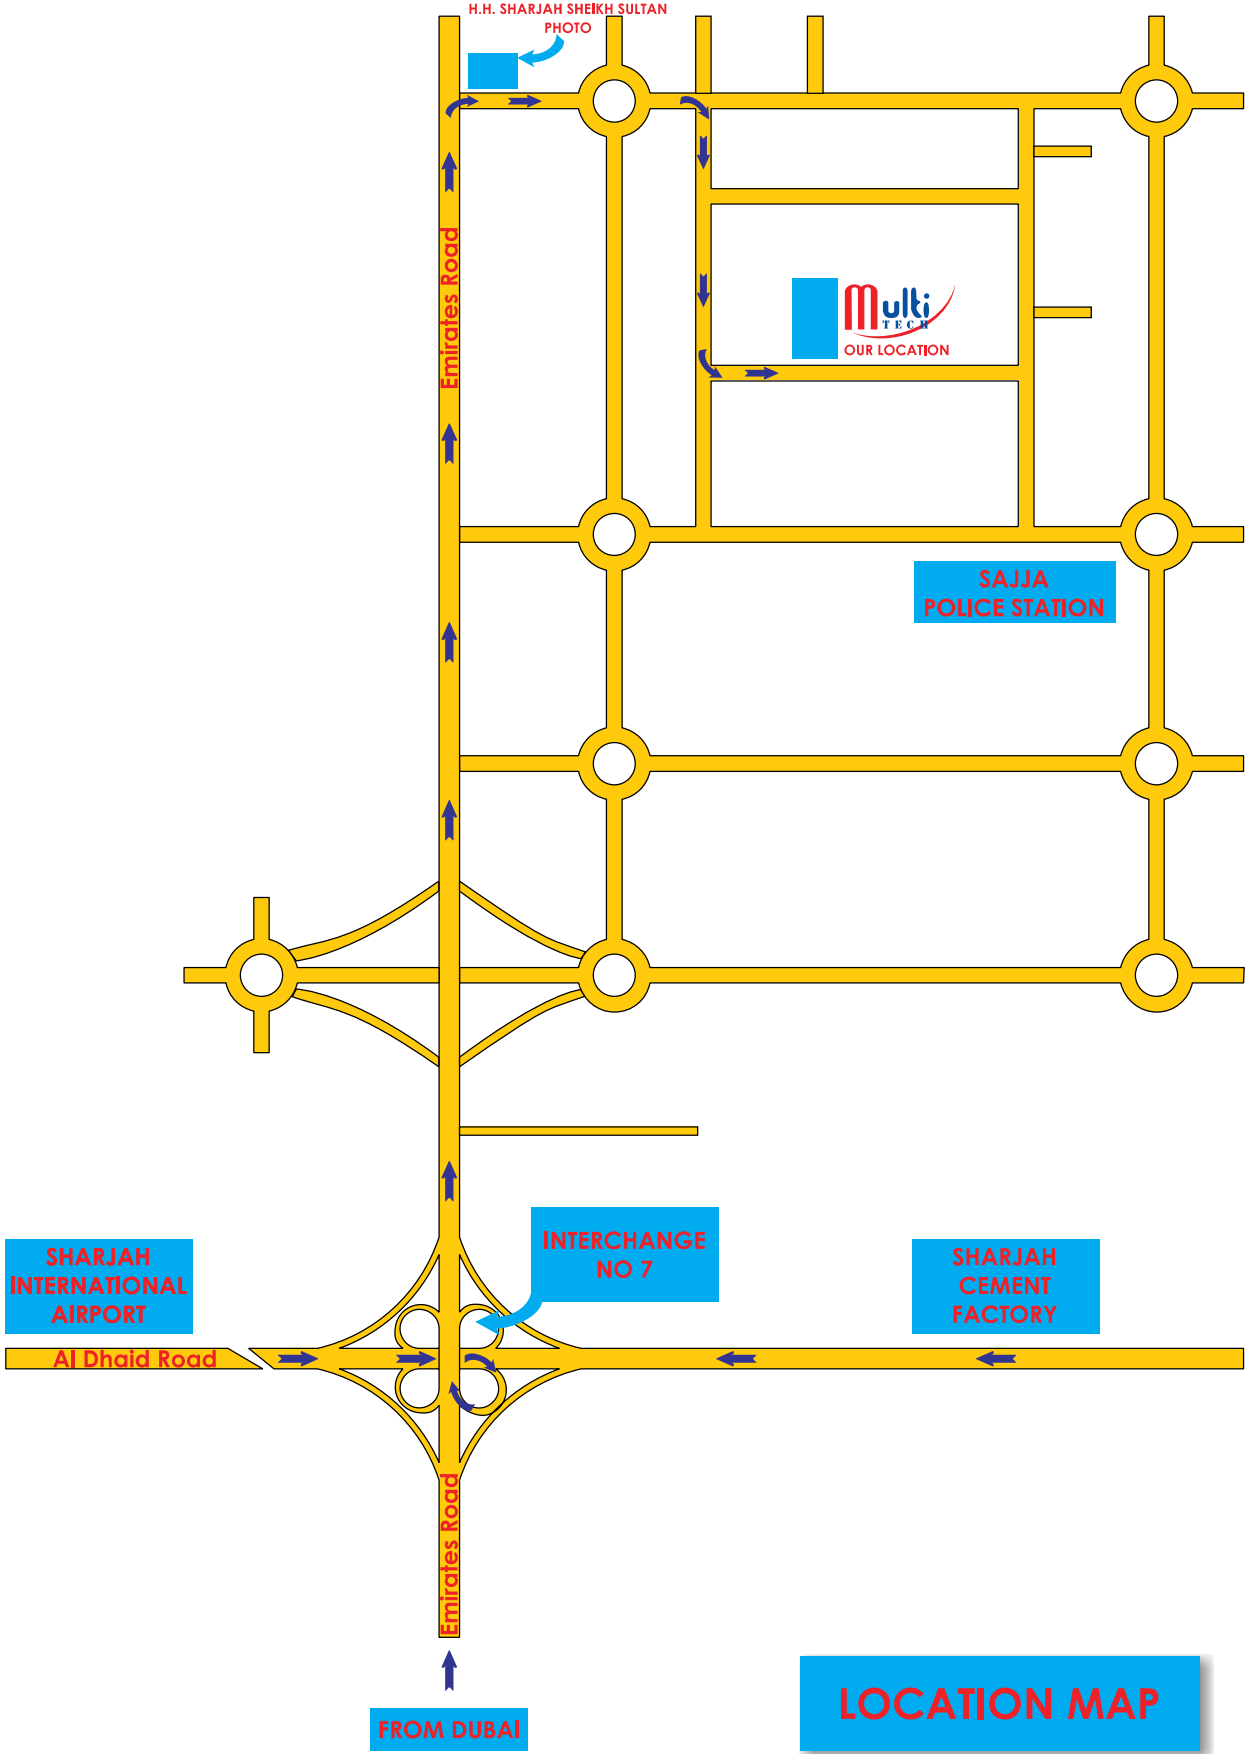 H.H. SHARJAH SHEIKH SULTAN
PHOTO
Emirates Road
Multi
TECH
OUR LOCATION
SAJJA
POLICE STATION
INTERCHANGE
NO 7
SHARJAH
INTERNATIONAL
AIRPORT
SHARJAH
CEMENT
FACTORY
Al Dhaid Road
Emirates Road
FROM DUBAI
LOCATION MAP